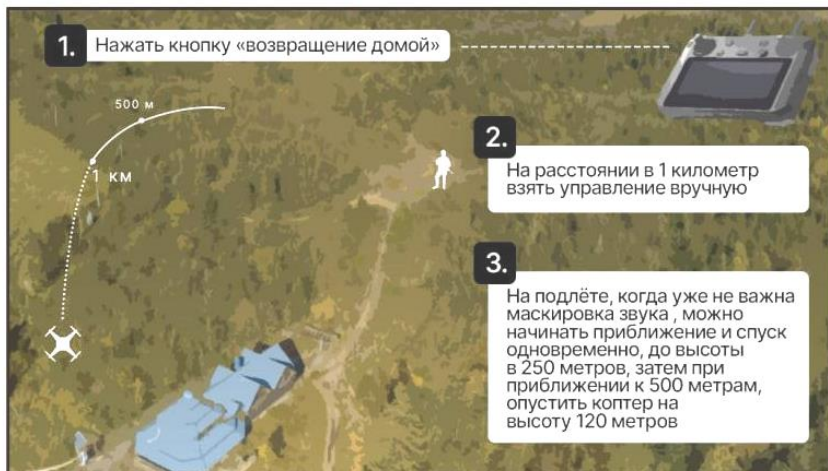 1.
Нажать кнопку «возвращение домой»
500 м
1 км
2.
На расстоянии в 1 километр
взять управление вручную
3.
На подлёте, когда уже не важна
маскировка звука , можно
начинать приближение и спуск
одновременно, до высоты
в 250 метров, затем при
приближении к 500 метрам,
опустить коптер на
высоту 120 метров